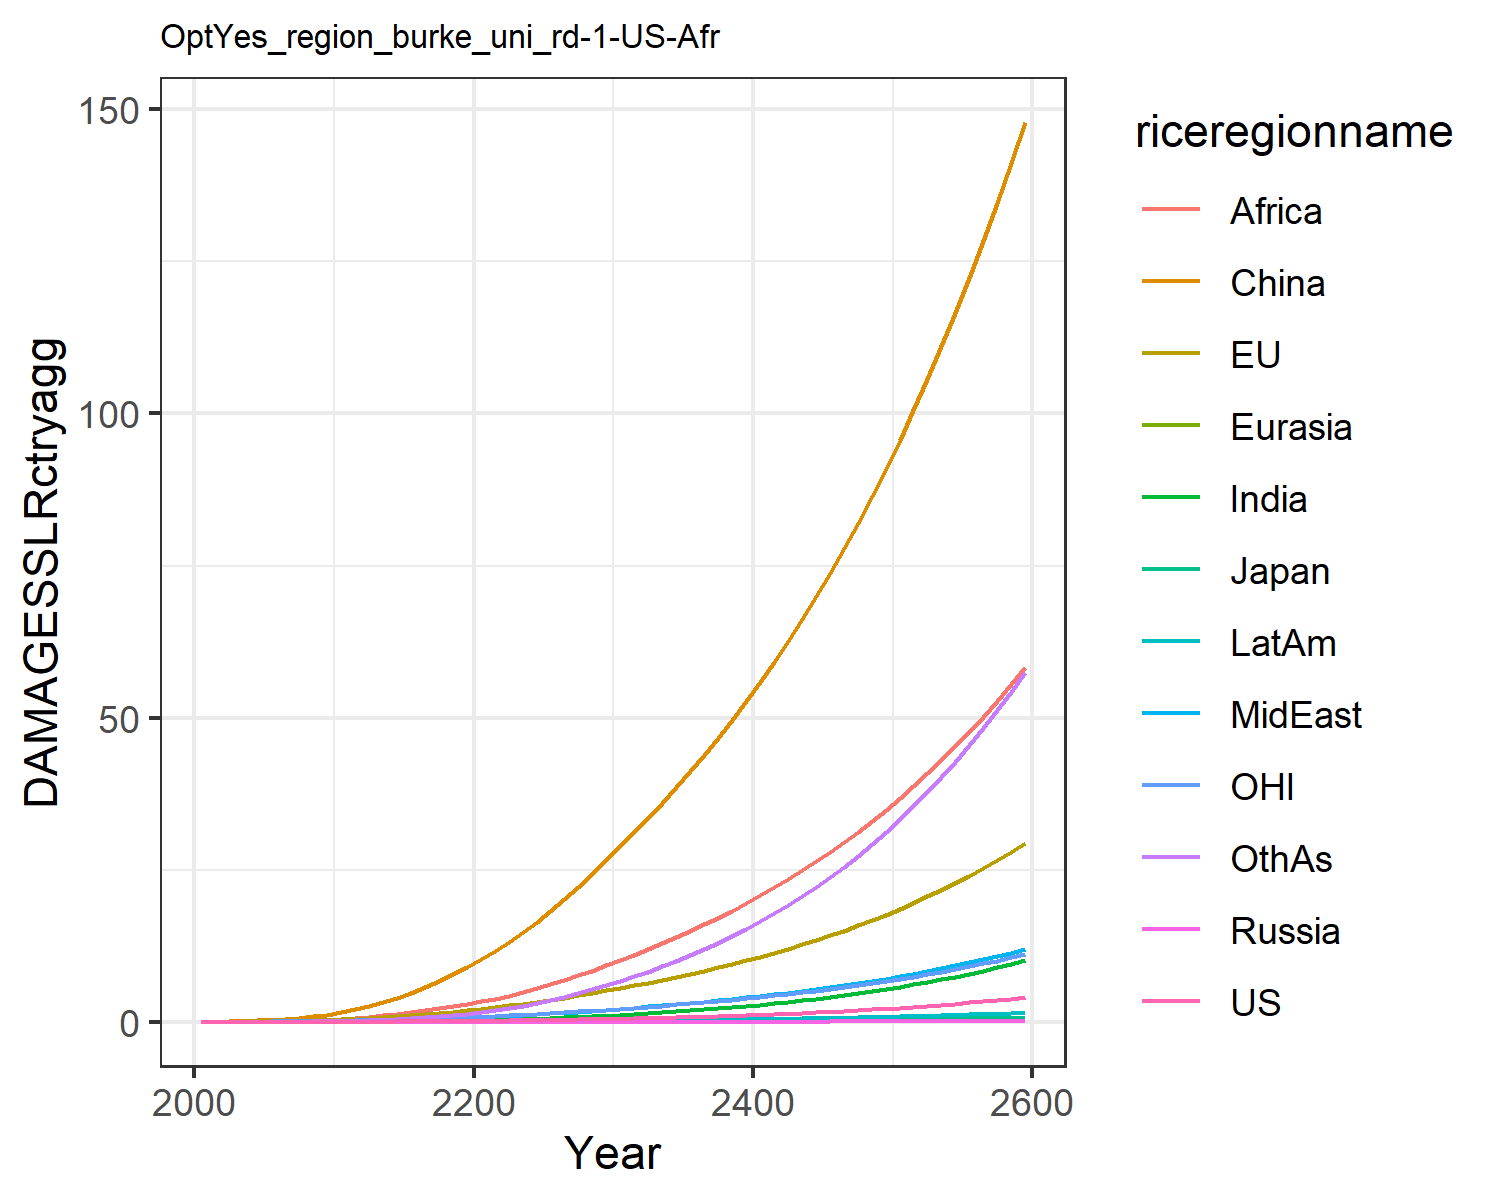 OptYes_region_burke_uni_rd-1-US-Afr
150
100
50
0
DAMAGESSLRctryagg
2000
2200
2400
2600
Year
riceregionname
Africa
China
EU
Eurasia
India
Japan
LatAm
MidEast
OHI
OthAs
Russia
US